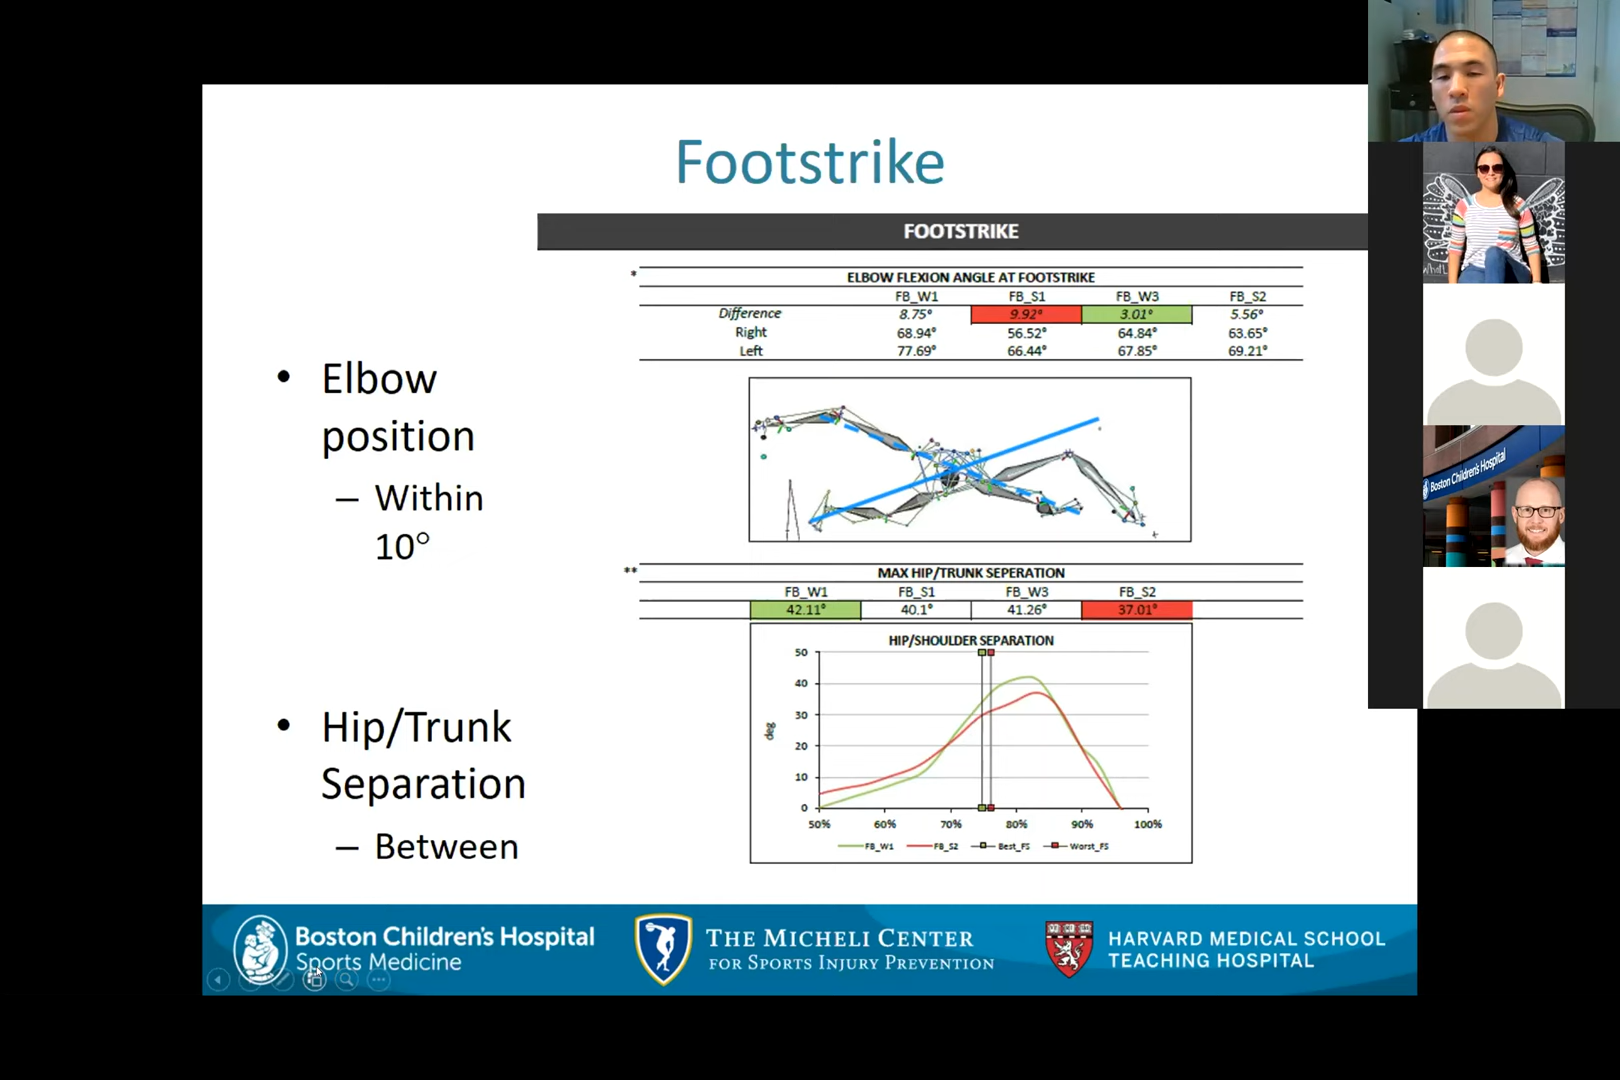 Footstrike
FOOTSTRIKE
* ELBOW FLEXION ANGLE AT FOOTSTRIKE
FB_W1 FB_S1 FB_W3 FB_S2
Difference 8.75° 9.92° 3.01° 5.56°
Right 68.94° 56.52° 64.84° 63.65°
Left 77.69° 66.44° 67.85° 69.21°
• Elbow
position
– Within
10°
** MAX HIP/TRUNK SEPERATION
FB_W1 FB_S1 FB_W3 FB_S2
42.11° 40.1° 41.26° 37.01°
HIP/SHOULDER SEPARATION
50
40
30
20
10
0
deg
50% 60% 70% 80% 90% 100%
FB_W1 FB_S2 Best_FS Worst_FS
• Hip/Trunk
Separation
– Between
Boston Children's Hospital
Sports Medicine
THE MICHELI CENTER
FOR SPORTS INJURY PREVENTION
HARVARD MEDICAL SCHOOL
TEACHING HOSPITAL
Boston Children's Hospital